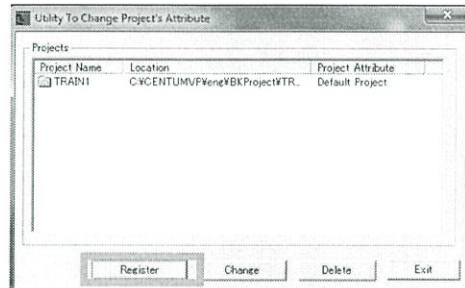 Utility To Change Project's Attribute
Projects
Project Name Location Project Attribute
TRAIN1 C:¥CENTUMVP¥eng¥BKProject¥TR... Default Project
Register Change Delete Exit